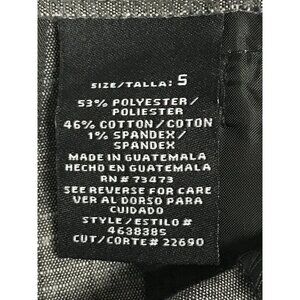 SIZE/TALLA: S
53% POLYESTER/
POLIESTER
46% COTTON/COTON
1% SPANDEX/
SPANDEX
MADE IN GUATEMALA
HECHO EN GUATEMALA
RN# 73473
SEE REVERSE FOR CARE
VER AL DORSO PARA
CUIDADO
STYLE/ESTILO#
463838S
CUT/CORTE# 22690